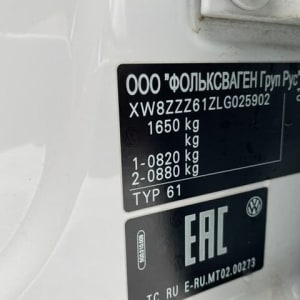 ООО "ФОЛЬКСВАГЕН Груп Рус"
XW8ZZZ61ZLG025902
1650 kg
kg
1-0820 kg
2-0880 kg
TYP 61
EAC
TC RU E-RU.MT02.00273